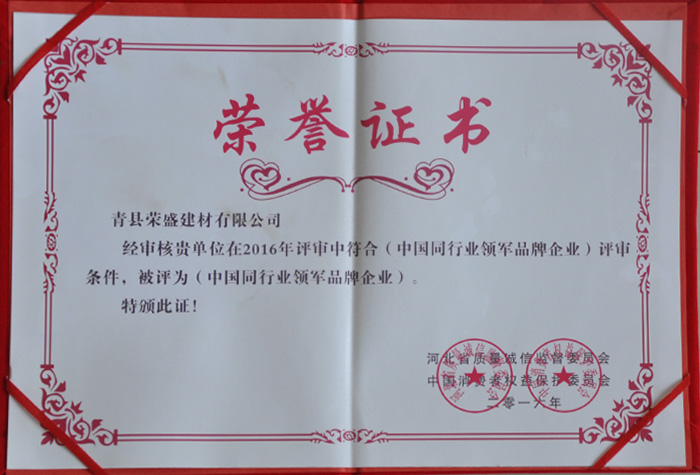 荣誉证书
青县荣盛建材有限公司
经审核贵单位在2016年评审中符合（中国同行业领军品牌企业）评审
条件，被评为（中国同行业领军品牌企业）。
特颁此证！
河北省质量诚信监督委员会
中国消费者权益保护委员会
二零一六年